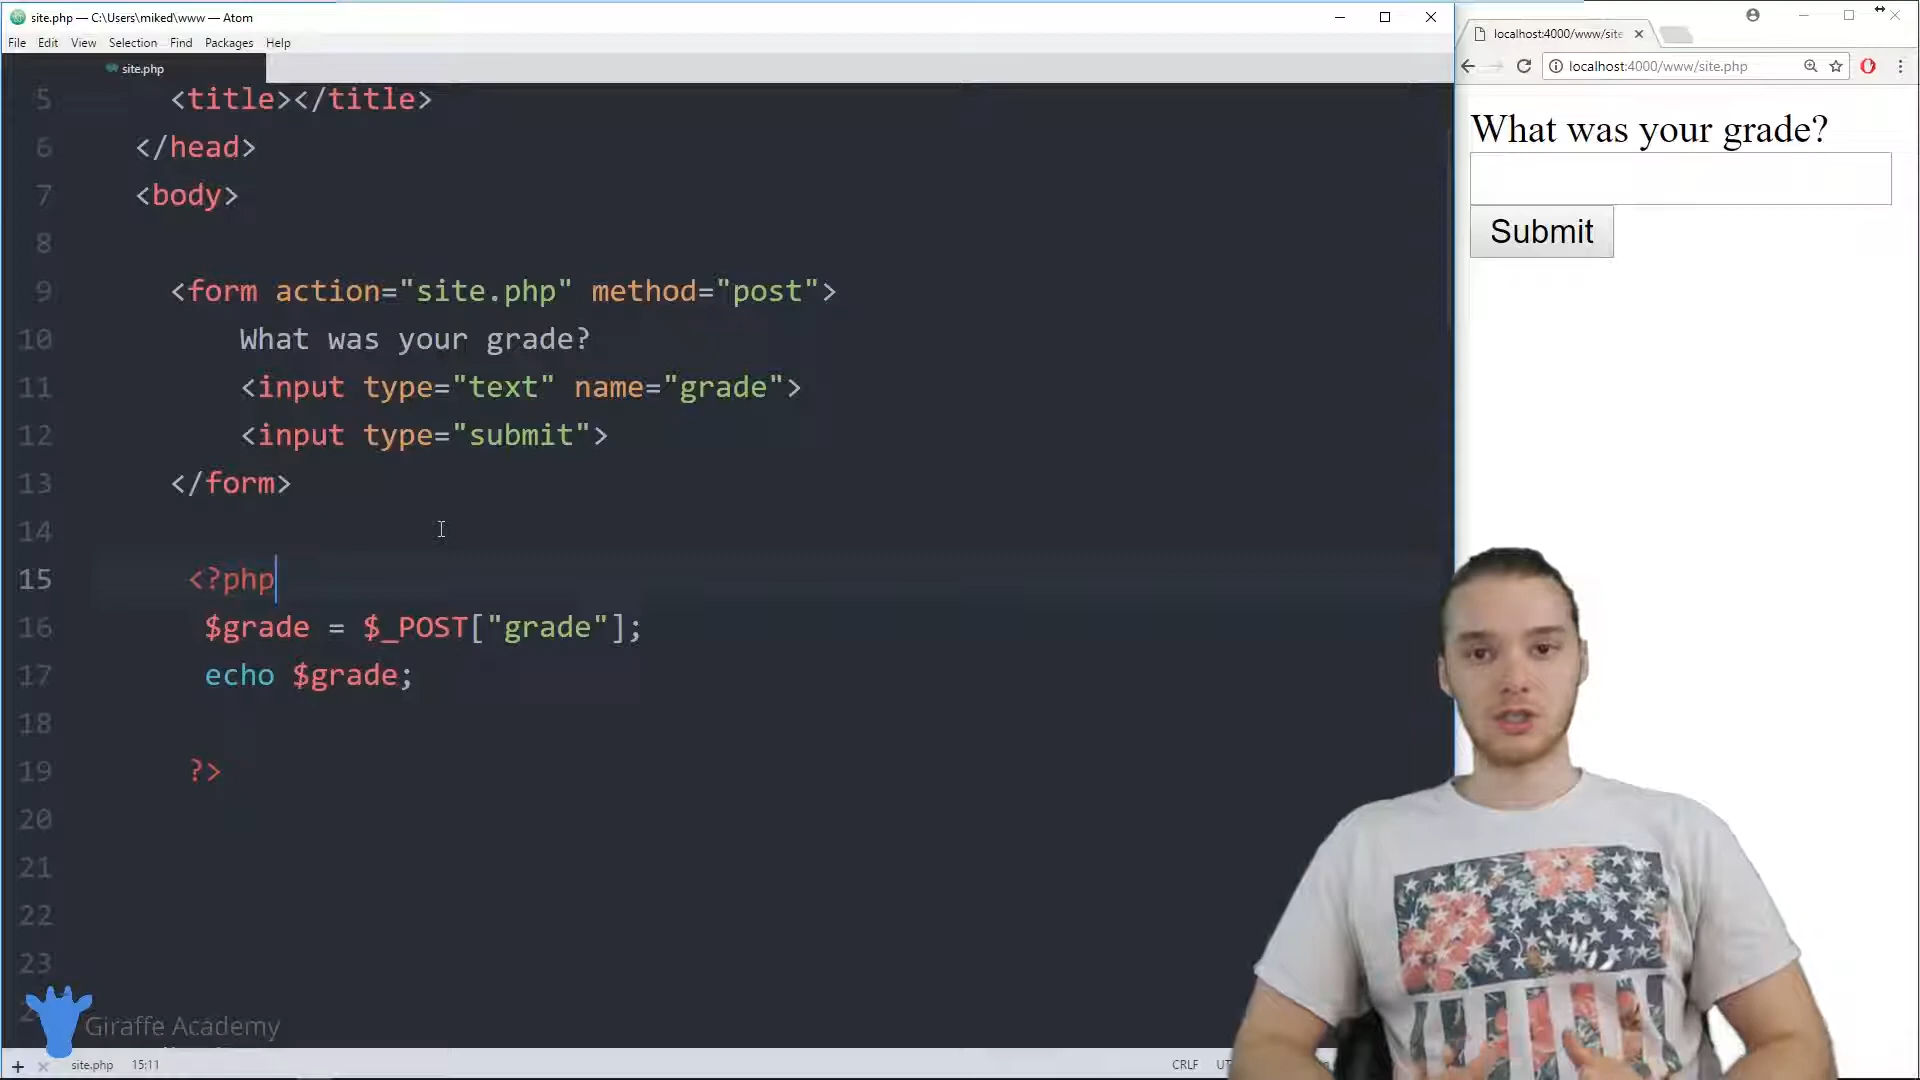 site.php — C:\Users\miked\www — Atom
File Edit View Selection Find Packages Help
site.php
5 <title></title>
6 </head>
7 <body>
8
9 <form action="site.php" method="post">
10 What was your grade?
11 <input type="text" name="grade">
12 <input type="submit">
13 </form>
14
15 <?php
16 $grade = $_POST["grade"];
17 echo $grade;
18
19 ?>
20
21
22
23
Giraffe Academy
site.php 15:11
CRLF
localhost:4000/www/site
localhost:4000/www/site.php
What was your grade?
Submit